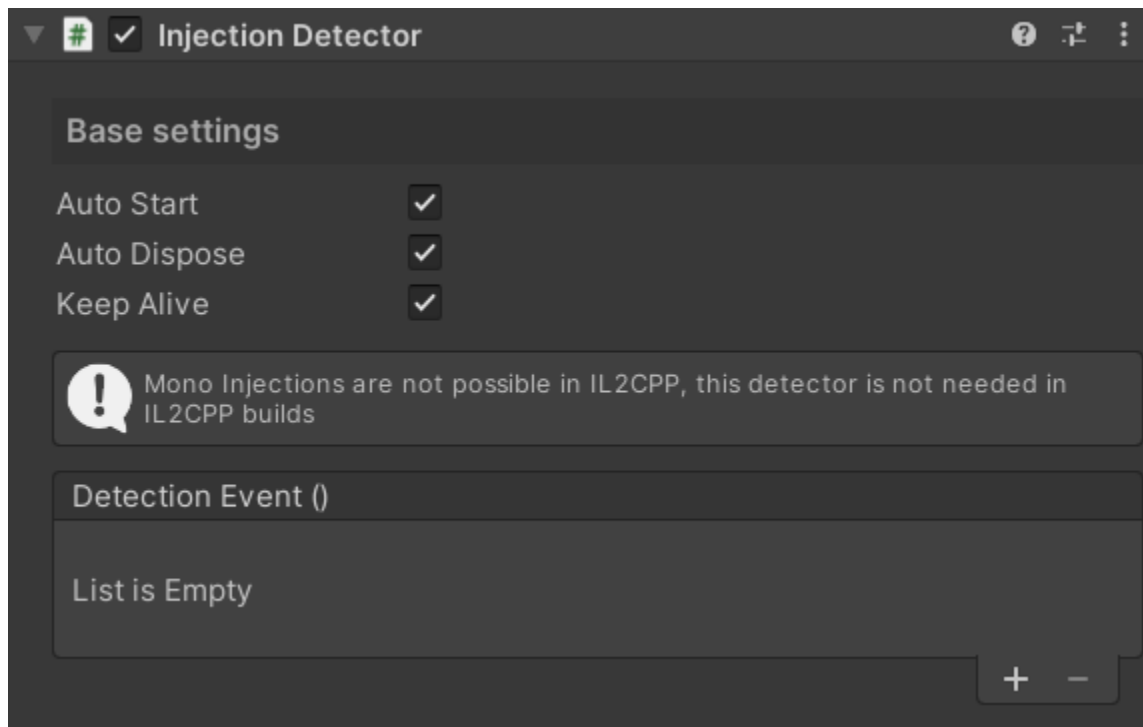 # Injection Detector
Base settings
Auto Start
Auto Dispose
Keep Alive
Mono Injections are not possible in IL2CPP, this detector is not needed in
IL2CPP builds
Detection Event ()
List is Empty